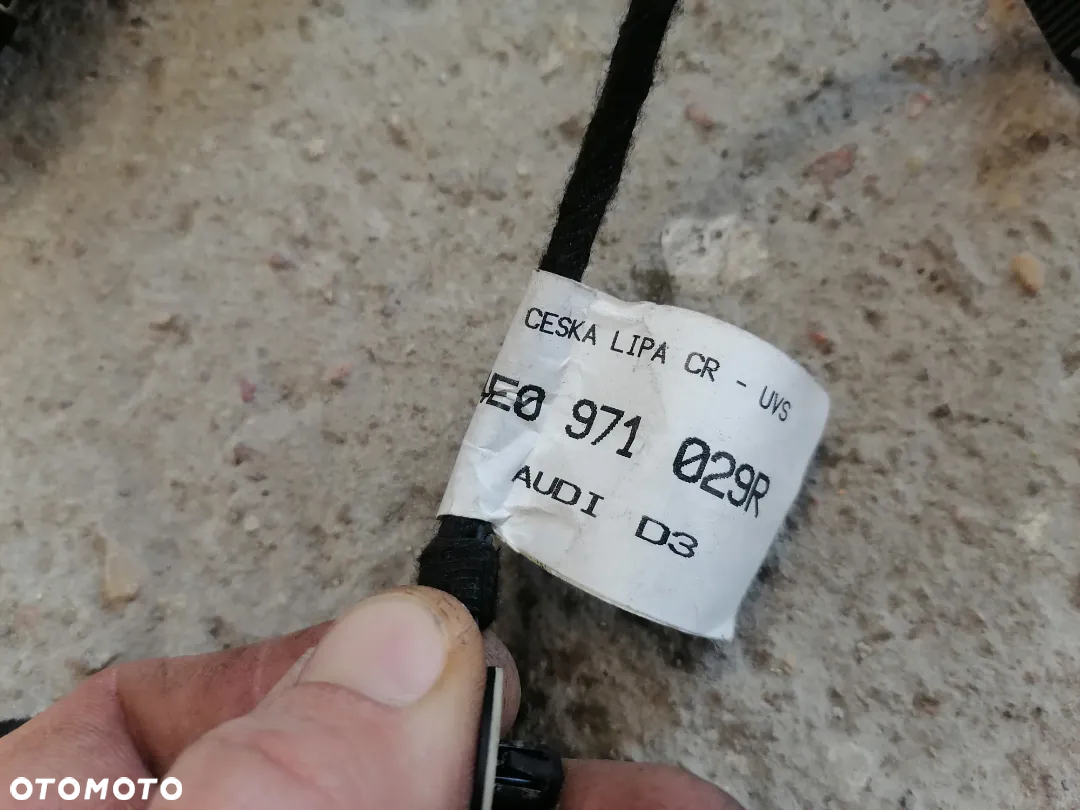 CESKA LIPA CR - UVS
4E0 971 029R
AUDI D3
OTOMOTO